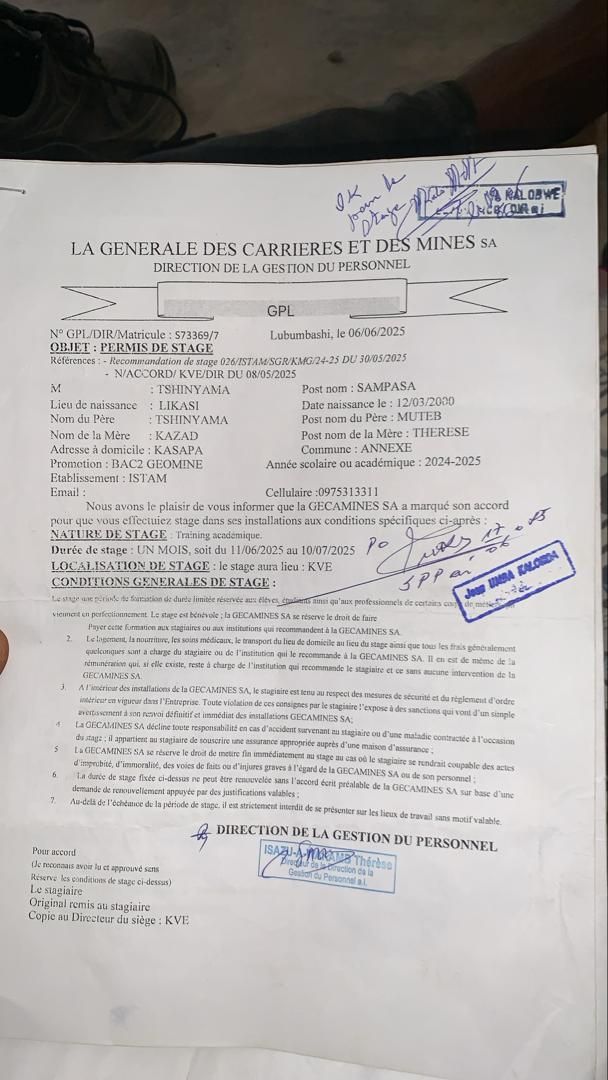 OK
pour le
stage
KALOBWE
LA GENERALE DES CARRIERES ET DES MINES SA
DIRECTION DE LA GESTION DU PERSONNEL
GPL
N° GPL/DIR/Matricule : S73369/7 Lubumbashi, le 06/06/2025
OBJET : PERMIS DE STAGE
Références : - Recommandation de stage 026/ISTAM/SGR/KMG/24-25 DU 30/05/2025
- N/ACCORD/ KVE/DIR DU 08/05/2025
M : TSHINYAMA Post nom : SAMPASA
Lieu de naissance : LIKASI Date naissance le : 12/03/2000
Nom du Père : TSHINYAMA Post nom du Père : MUTEB
Nom de la Mère : KAZAD Post nom de la Mère : THERESE
Adresse à domicile : KASAPA Commune : ANNEXE
Promotion : BAC2 GEOMINE Année scolaire ou académique : 2024-2025
Etablissement : ISTAM
Email : Cellulaire :0975313311
Nous avons le plaisir de vous informer que la GECAMINES SA a marqué son accord
pour que vous effectuiez stage dans ses installations aux conditions spécifiques ci-après :
NATURE DE STAGE : Training académique.
Durée de stage : UN MOIS, soit du 11/06/2025 au 10/07/2025
PO
LOCALISATION DE STAGE : le stage aura lieu : KVE
CONDITIONS GENERALES DE STAGE :
Le stage une période de formation de durée limitée réservée aux élèves, étudiants ainsi qu'aux professionnels de certains
viennent en perfectionnement. Le stage est bénévole ; la GECAMINES SA se réserve le droit de faire
Payer cette formation aux stagiaires ou aux institutions qui recommandent à la GECAMINES SA.
2. Le logement, la nourriture, les soins médicaux, le transport du lieu de domicile au lieu du stage ainsi que tous les frais généralement
quelconques sont à charge du stagiaire ou de l'institution qui le recommande à la GECAMINES SA. Il en est de même de la
rémunération qui, si elle existe, reste à charge de l'institution qui recommande le stagiaire et ce sans aucune intervention de la
GECAMINES SA.
3. A l'intérieur des installations de la GECAMINES SA, le stagiaire est tenu au respect des mesures de sécurité et du règlement d'ordre
intérieur en vigueur dans l'Entreprise. Toute violation de ces consignes par le stagiaire l'expose à des sanctions qui vont d'un simple
avertissement à son renvoi définitif et immédiat des installations GECAMINES SA;
4 La GECAMINES SA décline toute responsabilité en cas d'accident survenant au stagiaire ou d'une maladie contractée à l'occasion
du stage ; il appartient au stagiaire de souscrire une assurance appropriée auprès d'une maison d'assurance ;
5 La GECAMINES SA se réserve le droit de mettre fin immédiatement au stage au cas où le stagiaire se rendrait coupable des actes
d'improbité, d'immoralité, des voies de faits ou d'injures graves à l'égard de la GECAMINES SA ou de son personnel ;
6. La durée de stage fixée ci-dessus ne peut être renouvelée sans l'accord écrit préalable de la GECAMINES SA sur base d'une
demande de renouvellement appuyée par des justifications valables ;
7. Au-delà de l'échéance de la période de stage, il est strictement interdit de se présenter sur les lieux de travail sans motif valable.
DIRECTION DE LA GESTION DU PERSONNEL
Thérèse
Directeur de la Direction de la
Gestion du Personnel a.i.
Pour accord
(Je reconnais avoir lu et approuvé sens
Réserve les conditions de stage ci-dessus)
Le stagiaire
Original remis au stagiaire
Copie au Directeur du siège : KVE